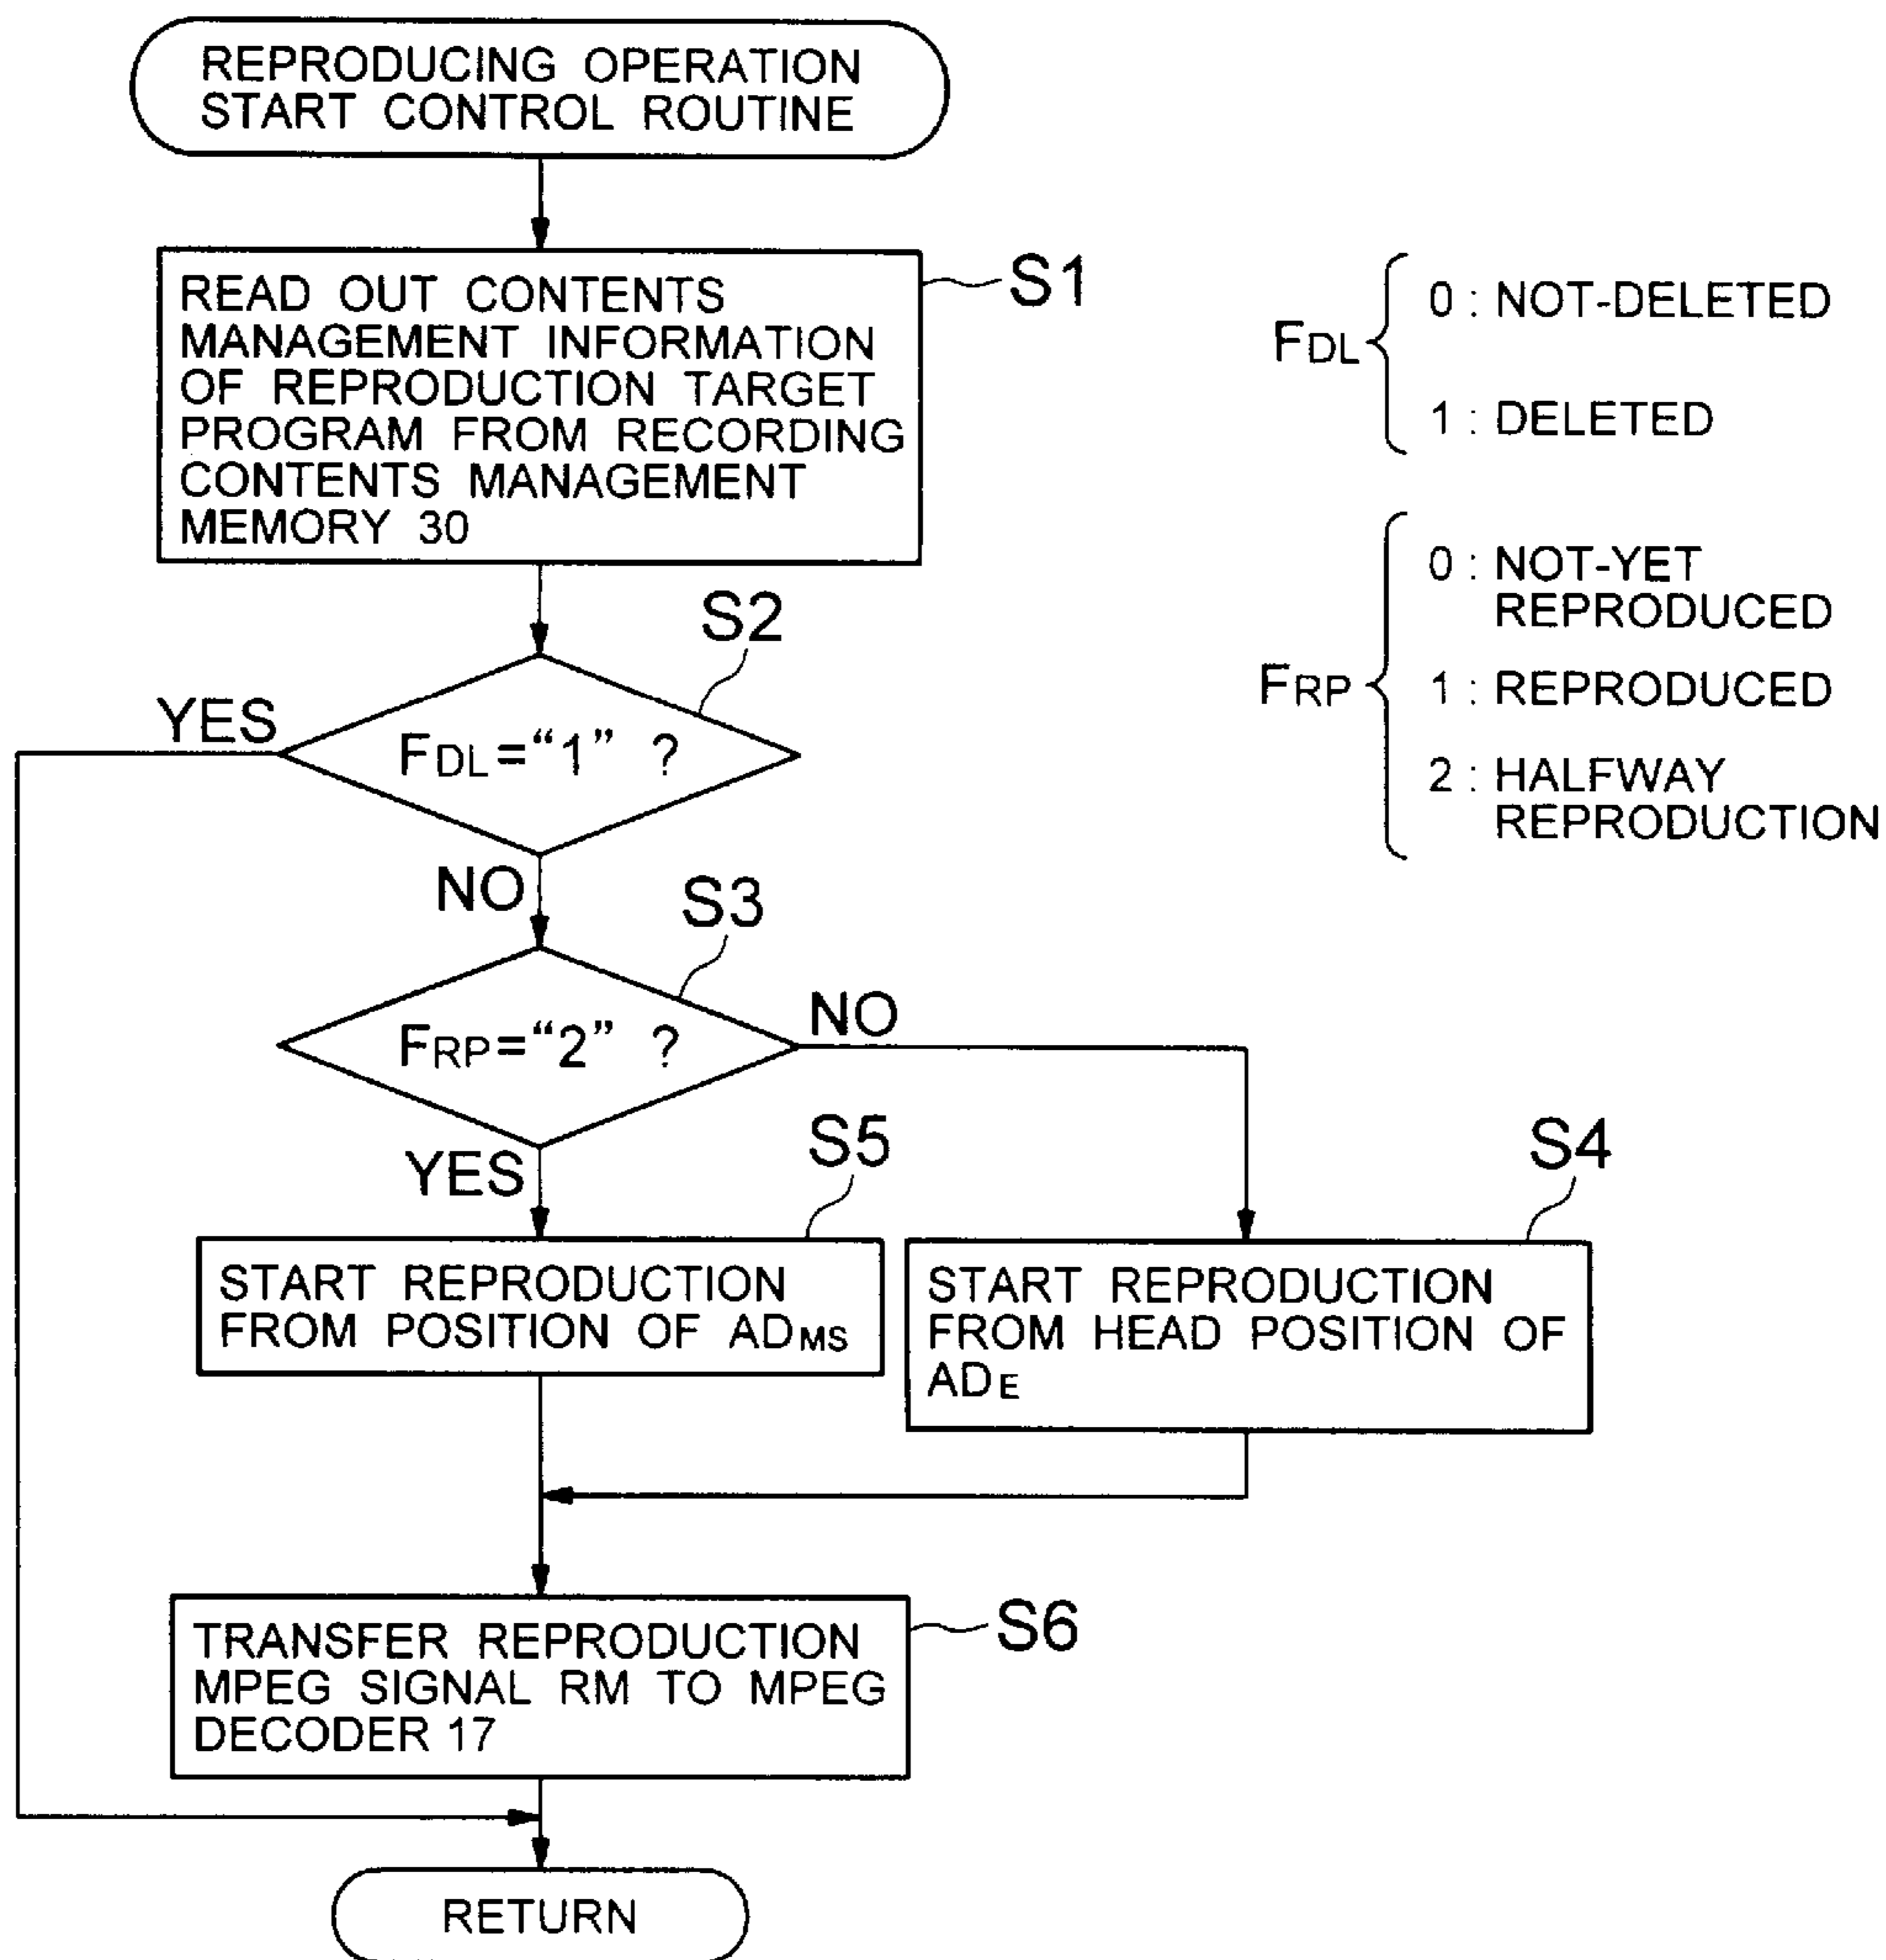 REPRODUCING OPERATION
START CONTROL ROUTINE
READ OUT CONTENTS
MANAGEMENT INFORMATION
OF REPRODUCTION TARGET
PROGRAM FROM RECORDING
CONTENTS MANAGEMENT
MEMORY 30
S1
FDL
0 : NOT-DELETED
1 : DELETED
FRP
0 : NOT-YET
REPRODUCED
1 : REPRODUCED
2 : HALFWAY
REPRODUCTION
S2
YES
FDL=“1” ?
NO
S3
FRP=“2” ?
NO
YES
S5
START REPRODUCTION
FROM POSITION OF ADMS
S4
START REPRODUCTION
FROM HEAD POSITION OF
ADE
TRANSFER REPRODUCTION
MPEG SIGNAL RM TO MPEG
DECODER 17
S6
RETURN